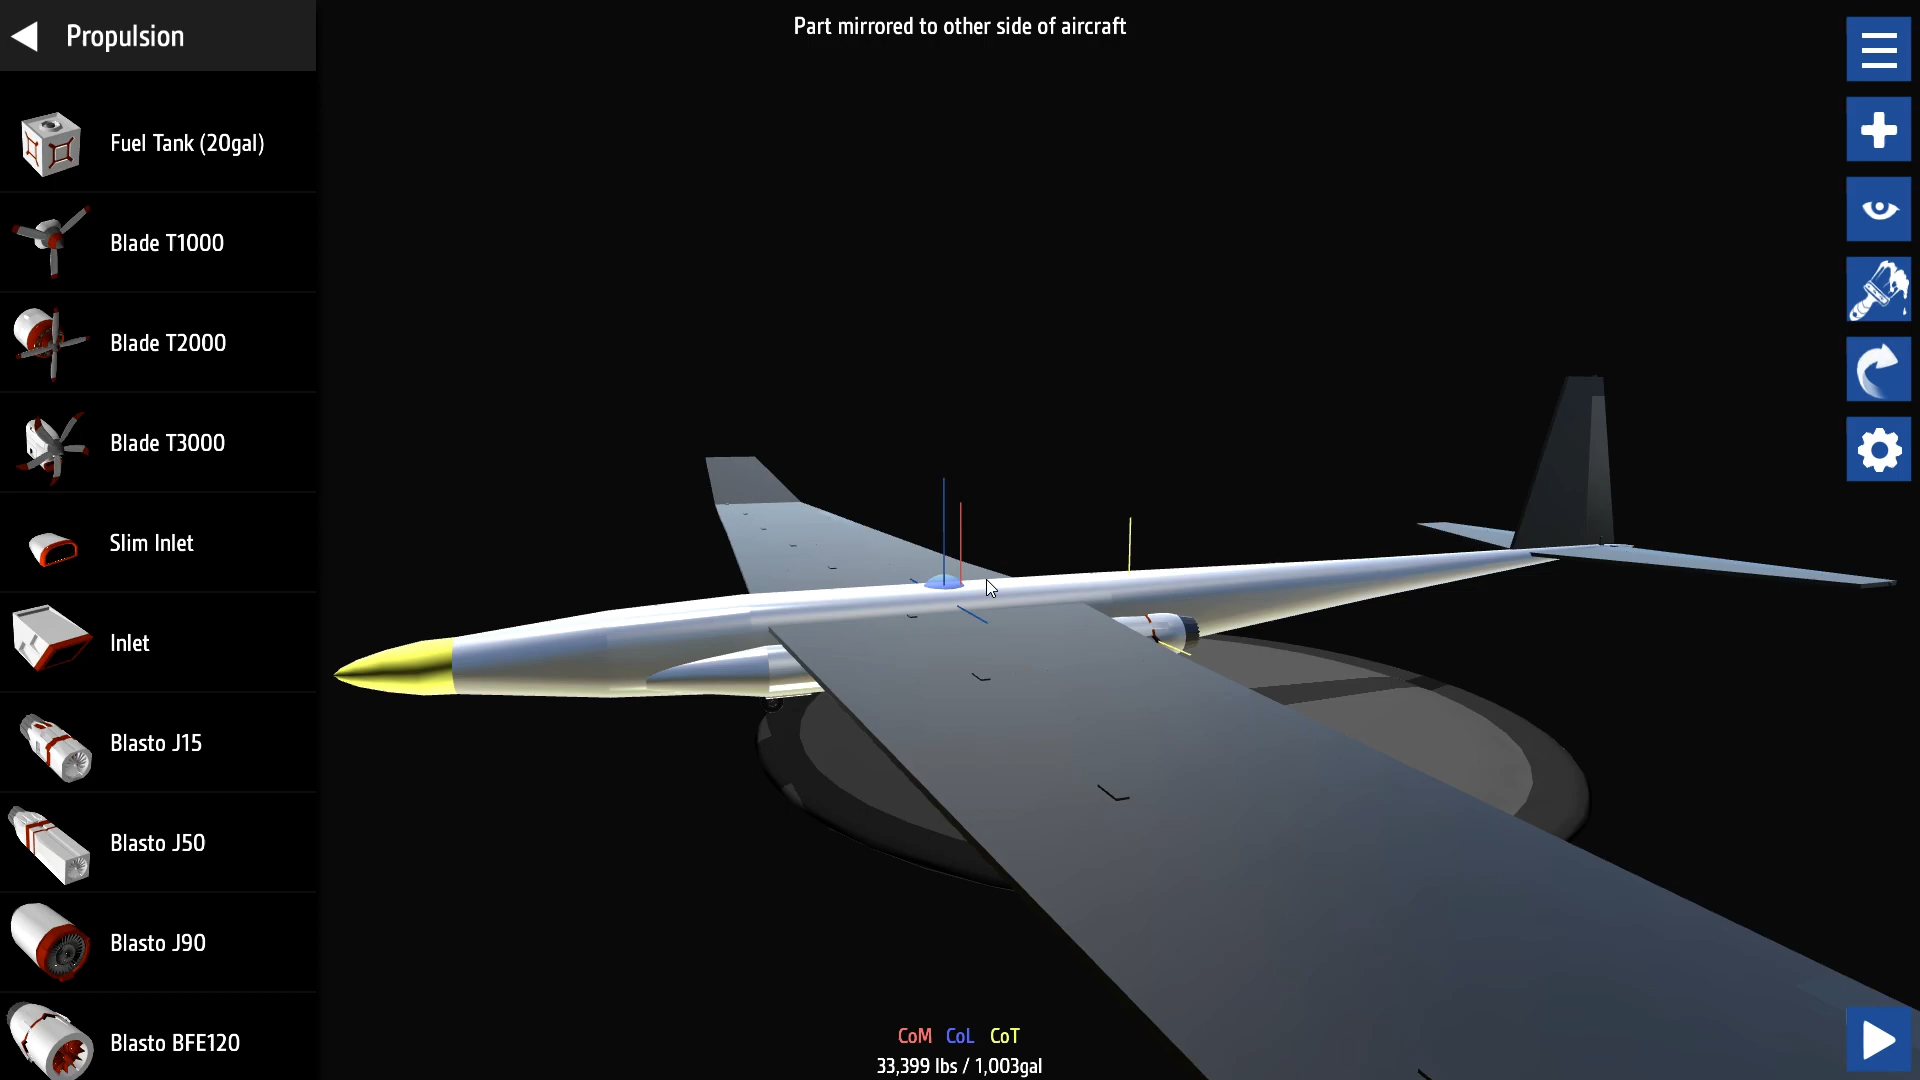 Propulsion
Part mirrored to other side of aircraft
Fuel Tank (20gal)
Blade T1000
Blade T2000
Blade T3000
Slim Inlet
Inlet
Blasto J15
Blasto J50
Blasto J90
Blasto BFE120
CoM CoL CoT
33,399 lbs / 1,003gal